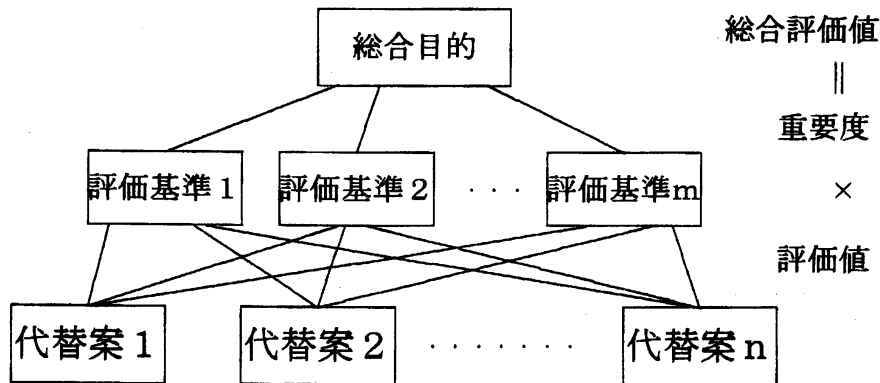 総合目的
総合評価値
||
重要度
×
評価値
評価基準1
評価基準2
· · ·
評価基準m
代替案1
代替案2
· · · · · · ·
代替案n